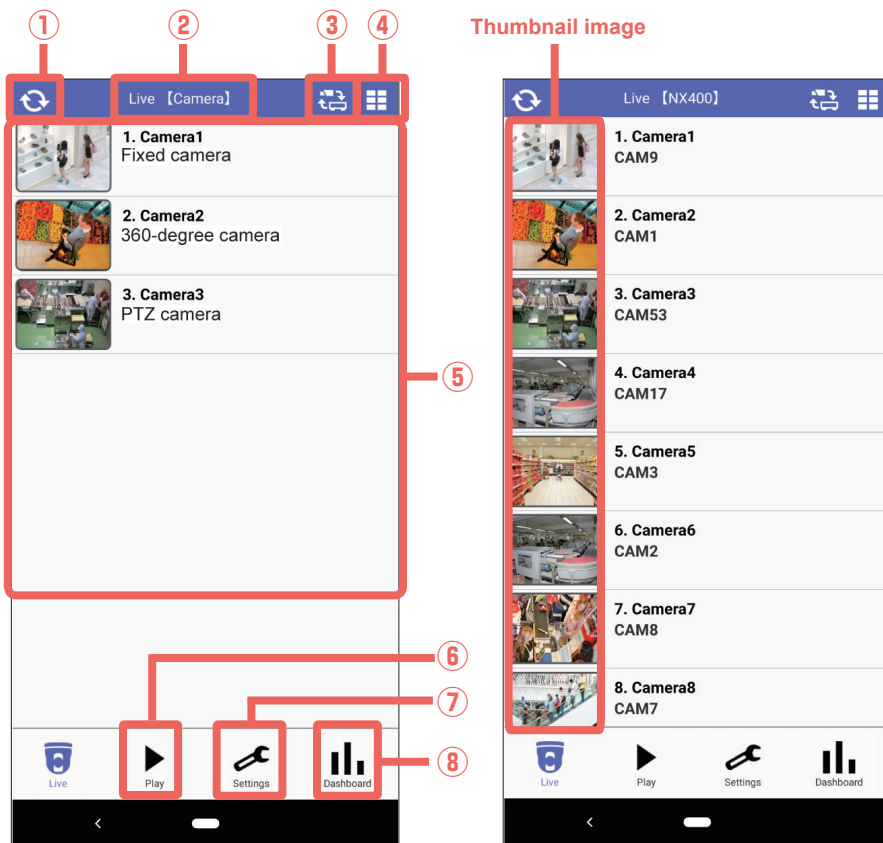 ① ② ③ ④ Thumbnail image
Live 【Camera】
1. Camera1
Fixed camera
2. Camera2
360-degree camera
3. Camera3
PTZ camera
⑤
⑥
⑦
⑧
Live Play Settings Dashboard
Live 【NX400】
1. Camera1
CAM9
2. Camera2
CAM1
3. Camera3
CAM53
4. Camera4
CAM17
5. Camera5
CAM3
6. Camera6
CAM2
7. Camera7
CAM8
8. Camera8
CAM7
Live Play Settings Dashboard